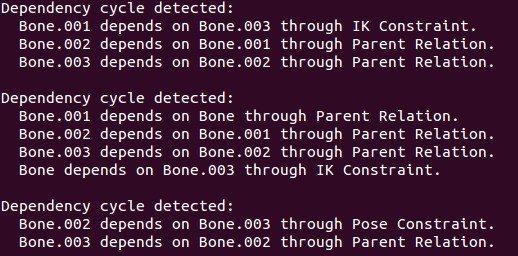 Dependency cycle detected:
  Bone.001 depends on Bone.003 through IK Constraint.
  Bone.002 depends on Bone.001 through Parent Relation.
  Bone.003 depends on Bone.002 through Parent Relation.

Dependency cycle detected:
  Bone.001 depends on Bone through Parent Relation.
  Bone.002 depends on Bone.001 through Parent Relation.
  Bone.003 depends on Bone.002 through Parent Relation.
  Bone depends on Bone.003 through IK Constraint.

Dependency cycle detected:
  Bone.002 depends on Bone.003 through Pose Constraint.
  Bone.003 depends on Bone.002 through Parent Relation.